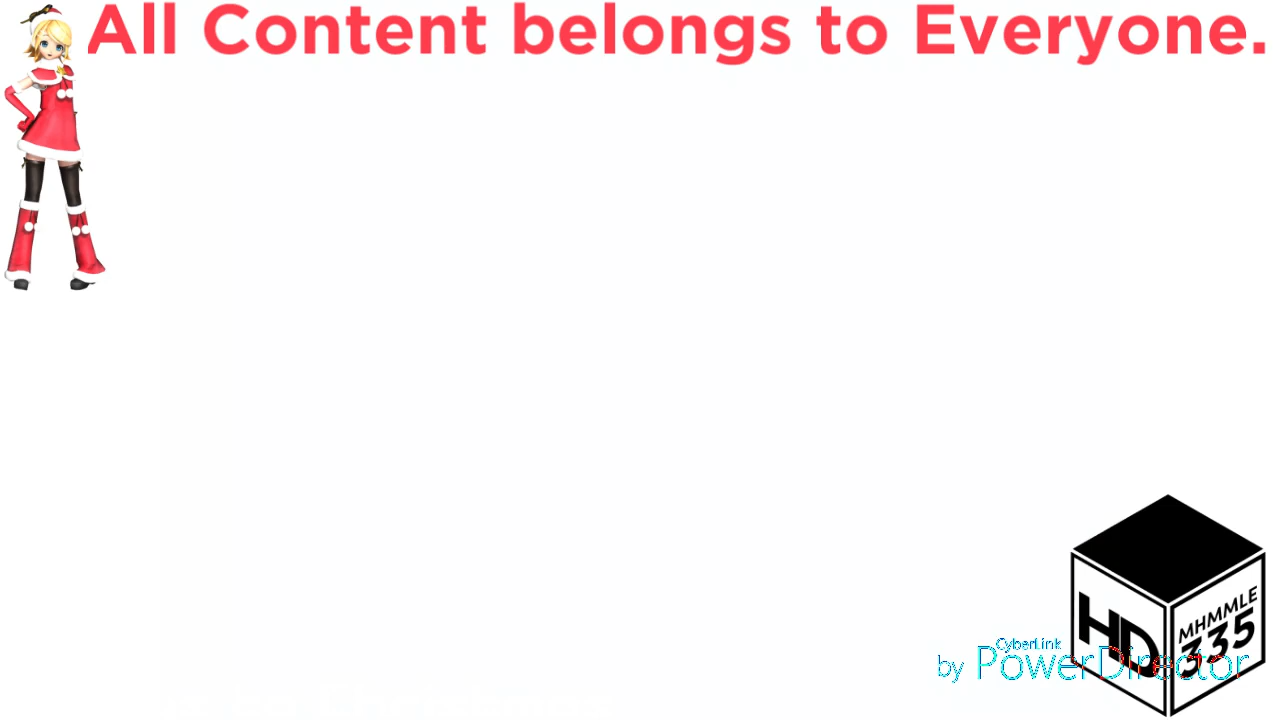 All Content belongs to Everyone.
HD
MHMMLE
335
CyberLink
by PowerDirector